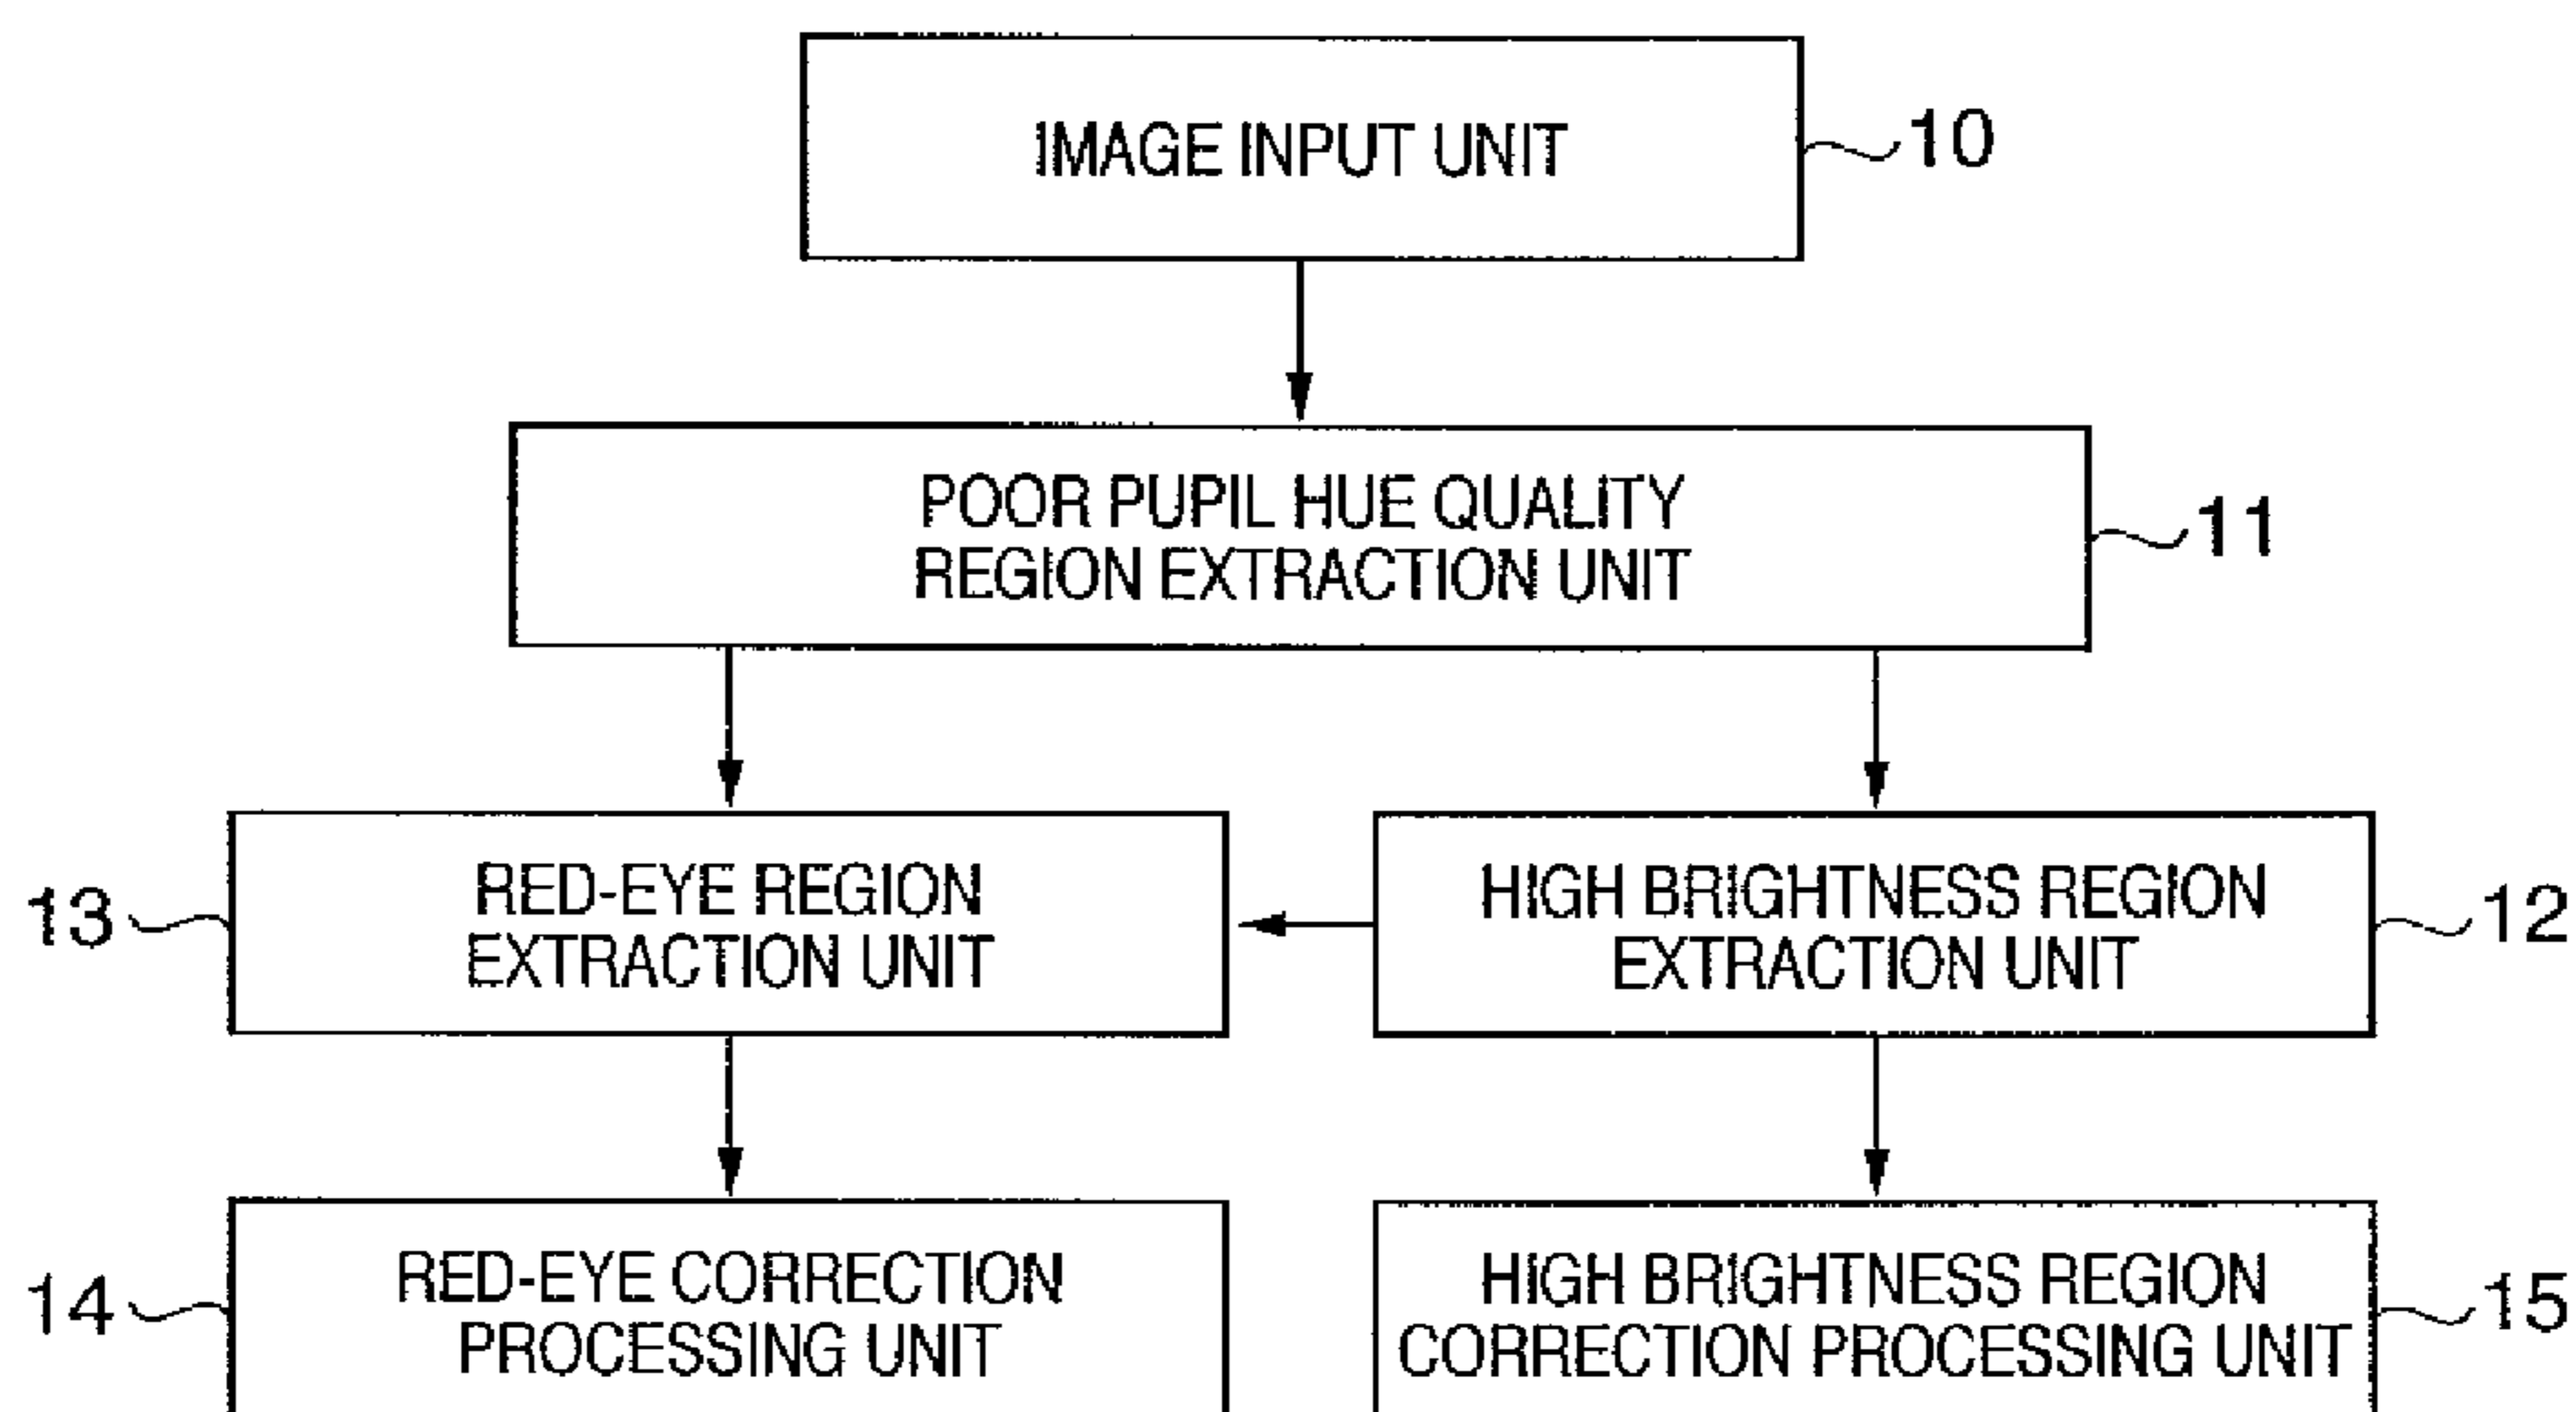 IMAGE INPUT UNIT
10
POOR PUPIL HUE QUALITY
REGION EXTRACTION UNIT
11
13
RED-EYE REGION
EXTRACTION UNIT
HIGH BRIGHTNESS REGION
EXTRACTION UNIT
12
14
RED-EYE CORRECTION
PROCESSING UNIT
HIGH BRIGHTNESS REGION
CORRECTION PROCESSING UNIT
15